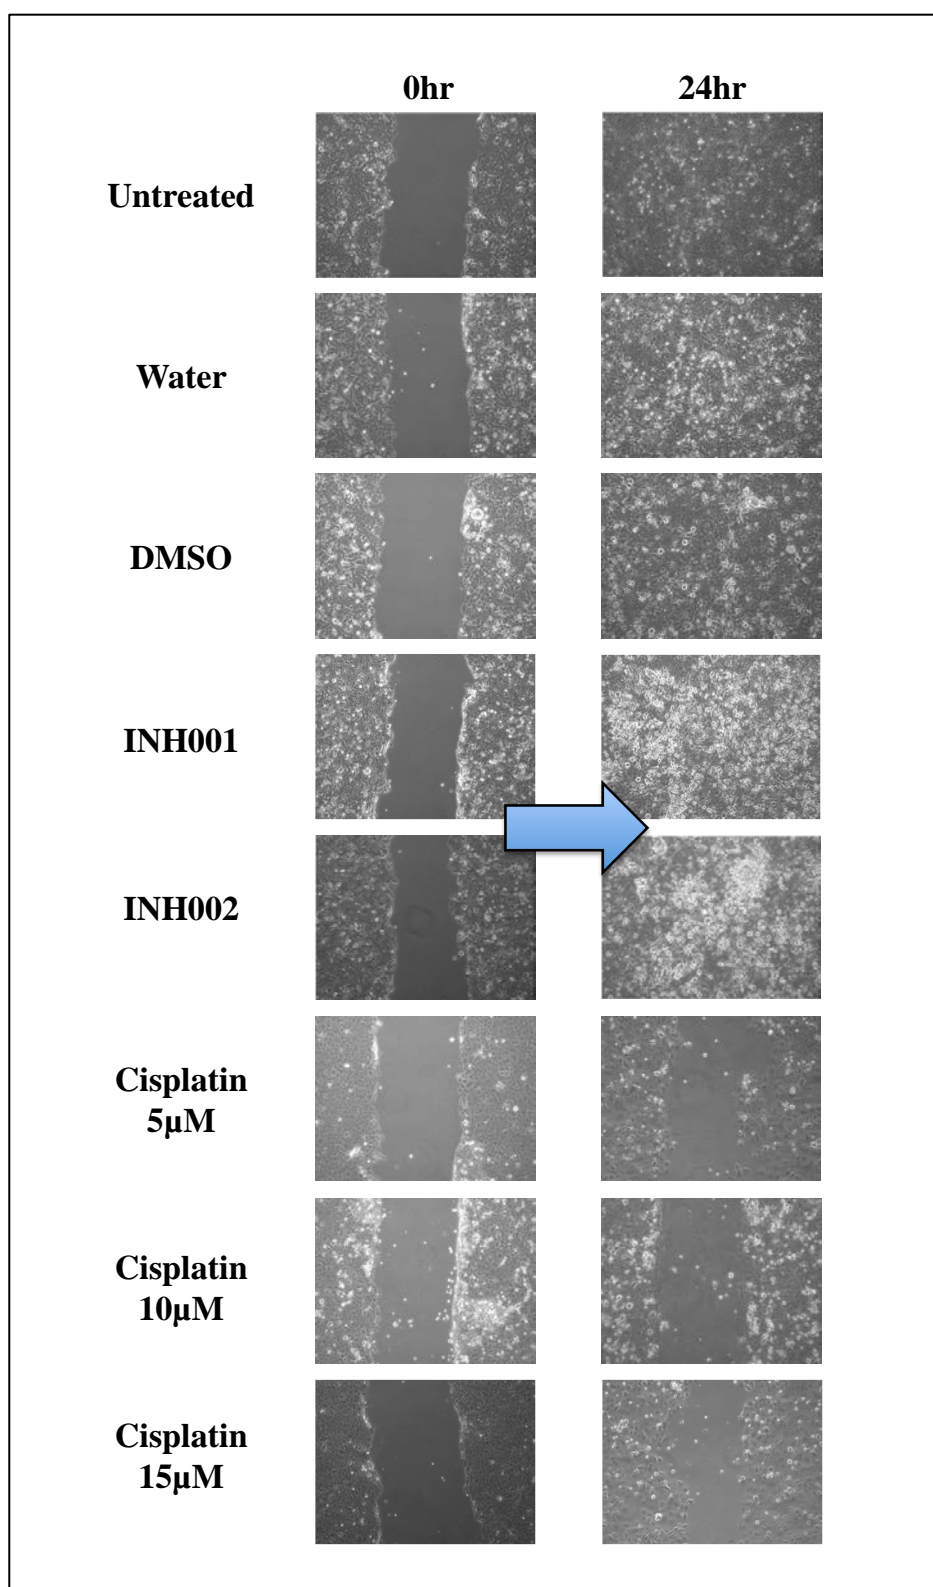 0hr 24hr
Untreated
Water
DMSO
INH001
INH002
Cisplatin
5µM
Cisplatin
10µM
Cisplatin
15µM